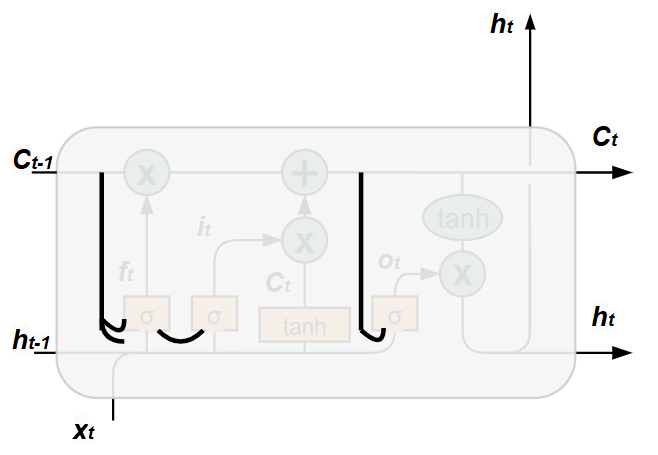 ht
Ct-1
X
+
Ct
it
X
tanh
ft
Ct
ot
X
σ
σ
tanh
σ
ht-1
ht
xt